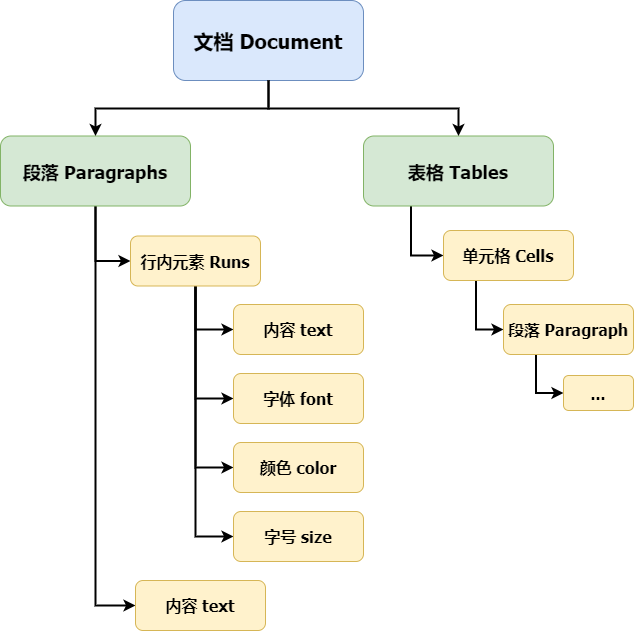 文档 Document
段落 Paragraphs
表格 Tables
行内元素 Runs
单元格 Cells
内容 text
段落 Paragraph
字体 font
...
颜色 color
字号 size
内容 text